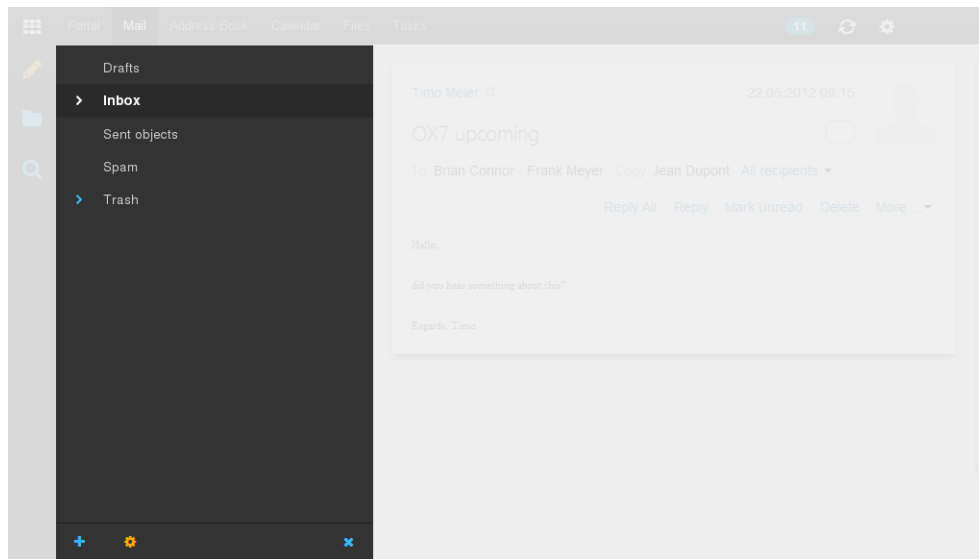 Portal Mail Address Book Calendar Files Tasks 11
Drafts
Inbox
Sent objects
Spam
Trash
Timo Meier 22.05.2012 09:15
OX7 upcoming
To Brian Connor - Frank Meyer Copy Jean Dupont All recipients
Reply All Reply Mark Unread Delete More ...
Hello,
did you hear something about this?
Regards, Timo